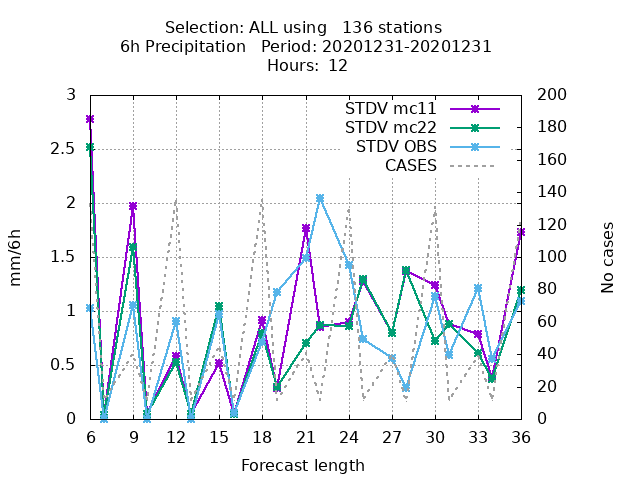 Selection: ALL using 136 stations
6h Precipitation Period: 20201231-20201231
Hours: 12
STDV mc11
STDV mc22
STDV OBS
CASES
mm/6h
3
2.5
2
1.5
1
0.5
0
200
180
160
140
120
100
80
60
40
20
0
No cases
6 9 12 15 18 21 24 27 30 33 36
Forecast length